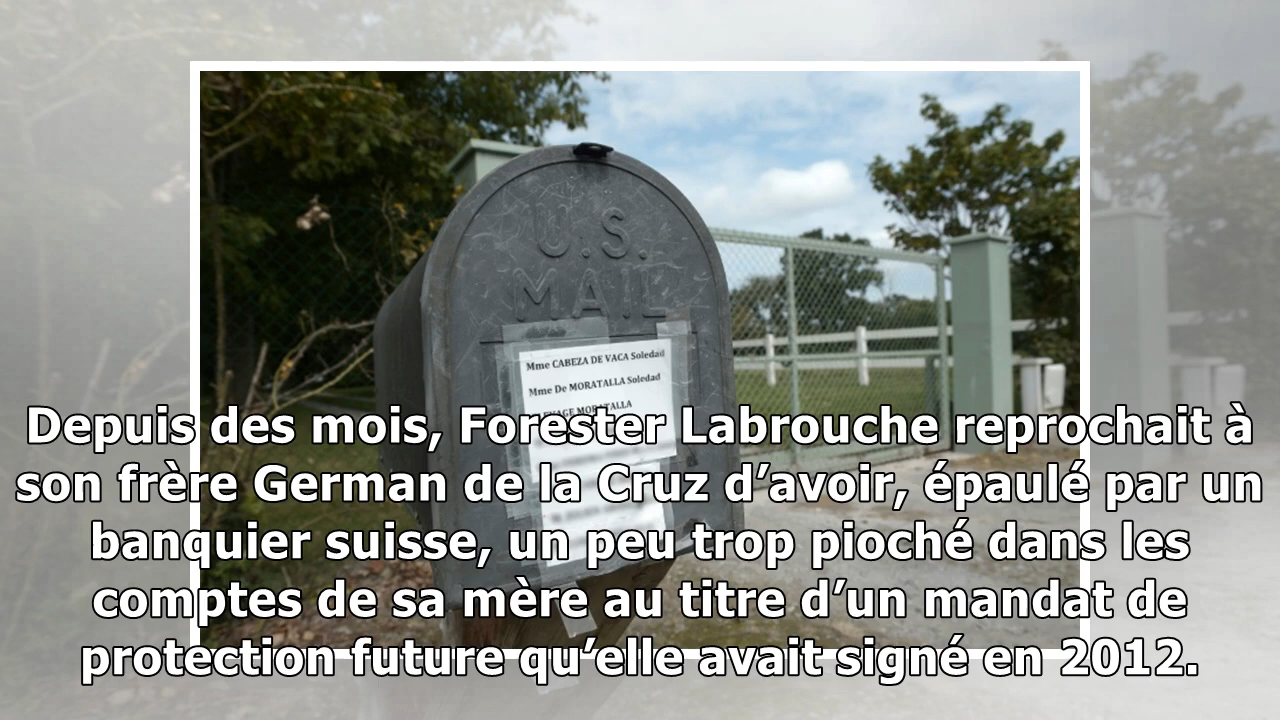 U.S.
MAIL
Mme CABEZA DE VACA Soledad
Mme De MORATALLA Soledad
MORATALLA
Depuis des mois, Forester Labrouche reprochait à
son frère German de la Cruz d’avoir, épaulé par un
banquier suisse, un peu trop pioché dans les
comptes de sa mère au titre d’un mandat de
protection future qu’elle avait signé en 2012.